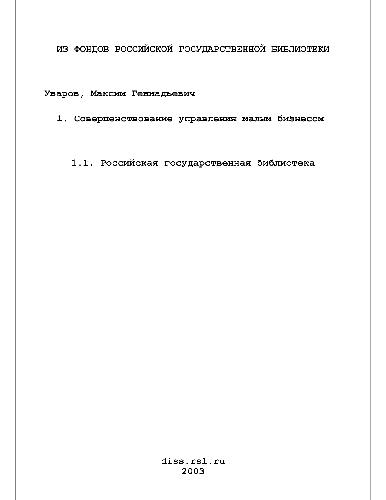 ИЗ ФОНДОВ РОССИЙСКОЙ ГОСУДАРСТВЕННОЙ БИБЛИОТЕКИ
Уваров, Максим Геннадьевич
1. Совершенствование управления малым бизнесом
1.1. Российская государственная библиотека
diss.rsl.ru
2003